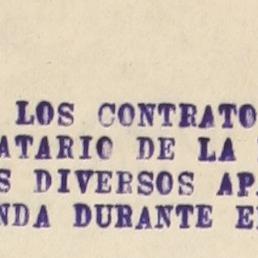 LOS CONTRATO
ATARIO DE LA
S DIVERSOS AP
NDA DURANTE E